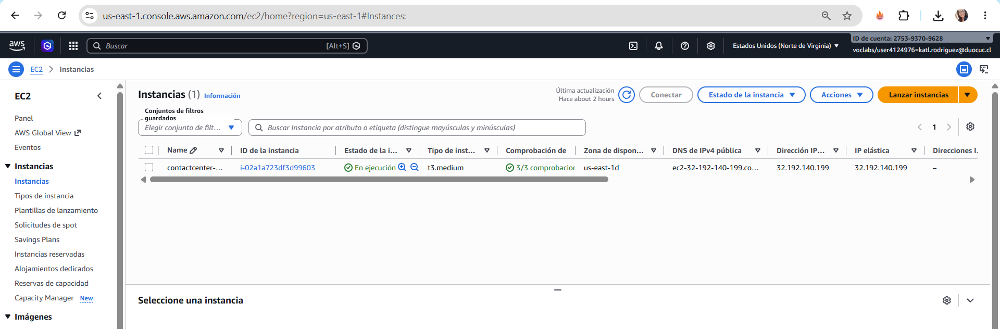 us-east-1.console.aws.amazon.com/ec2/home?region=us-east-1#Instances:
aws
Buscar [Alt+S]
Estados Unidos (Norte de Virginia)
ID de cuenta: 2753-9370-9628
voclabs/user4124976=katl.rodriguez@duocuc.cl
EC2 Instancias
EC2
Panel
AWS Global View
Eventos
Instancias
Instancias
Tipos de instancia
Plantillas de lanzamiento
Solicitudes de spot
Savings Plans
Instancias reservadas
Alojamientos dedicados
Reservas de capacidad
Capacity Manager New
Imágenes
Instancias (1) Información
Última actualización
Hace about 2 hours
Conectar
Estado de la instancia
Acciones
Lanzar instancias
Conjuntos de filtros
guardados
Elegir conjunto de filt...
Buscar Instancia por atributo o etiqueta (distingue mayúsculas y minúsculas)
1
Name ID de la instancia Estado de la i... Tipo de inst... Comprobación de Zona de dispon... DNS de IPv4 pública Dirección IP... IP elástica Direcciones I.
contactcenter-... i-02a1a723df3d99603 En ejecución t3.medium 3/3 comprobacior us-east-1d ec2-32-192-140-199.co... 32.192.140.199 32.192.140.199 –
Seleccione una instancia